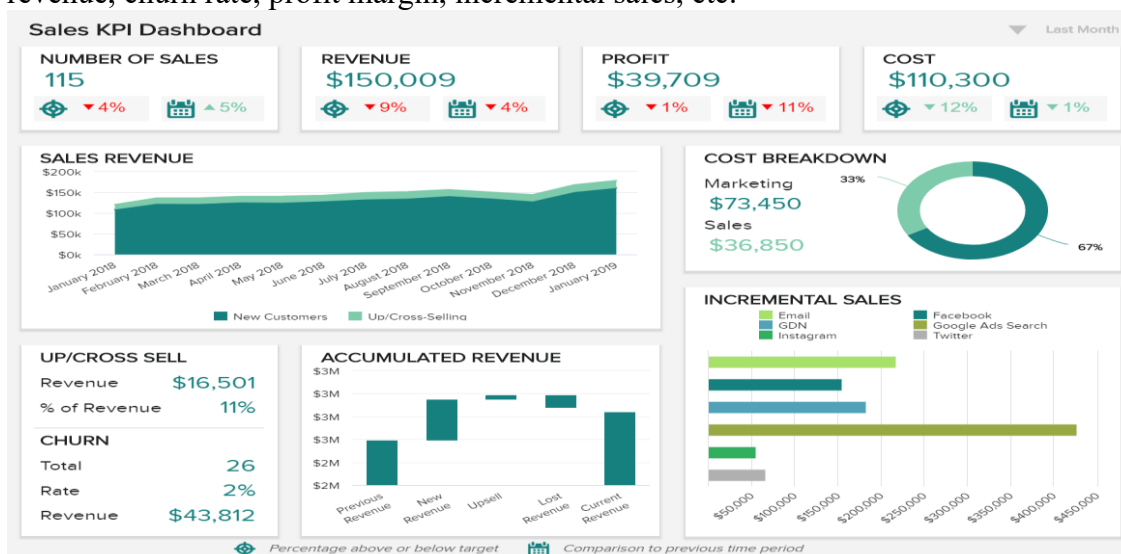 revenue, churn rate, profit margin, incremental sales, etc.
Sales KPI Dashboard
Last Month
NUMBER OF SALES
115
▼4%
▲5%
REVENUE
$150,009
▼9%
▼4%
PROFIT
$39,709
▼1%
▼11%
COST
$110,300
▼12%
▼1%
SALES REVENUE
$200k
$150k
$100k
$50k
$0k
January 2018
February 2018
March 2018
April 2018
May 2018
June 2018
July 2018
August 2018
September 2018
October 2018
November 2018
December 2018
January 2019
New Customers
Up/Cross-Selling
COST BREAKDOWN
Marketing
$73,450
Sales
$36,850
33%
67%
UP/CROSS SELL
Revenue $16,501
% of Revenue 11%
CHURN
Total 26
Rate 2%
Revenue $43,812
ACCUMULATED REVENUE
$3M
$3M
$3M
$3M
$2M
$2M
Previous Revenue
New Revenue
Upsell
Lost Revenue
Current Revenue
INCREMENTAL SALES
Email
Facebook
GDN
Google Ads Search
Instagram
Twitter
$50,000
$100,000
$150,000
$200,000
$250,000
$300,000
$350,000
$400,000
$450,000
Percentage above or below target
Comparison to previous time period